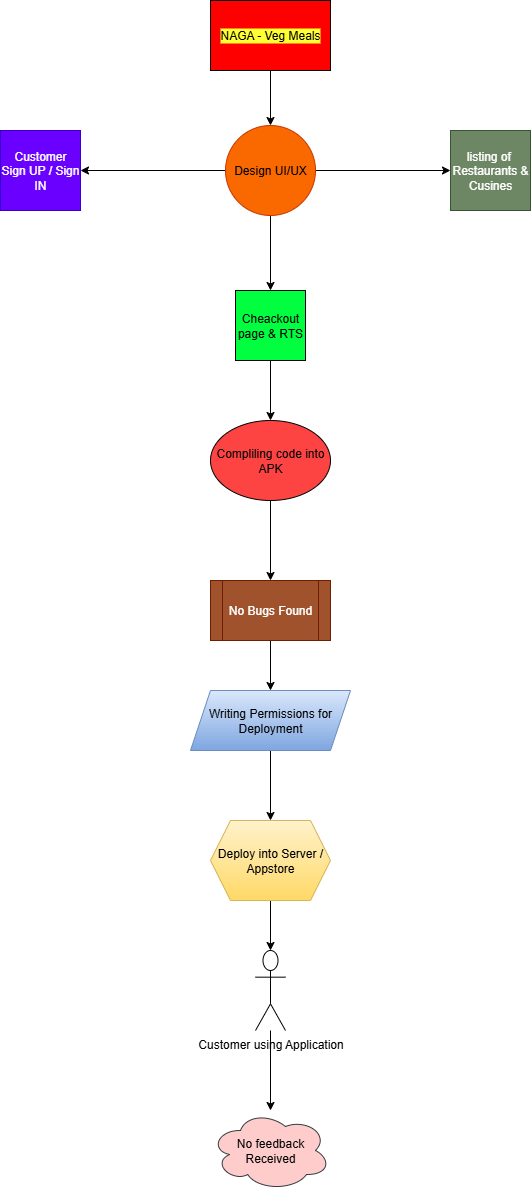 NAGA - Veg Meals
Customer
Sign UP / Sign
IN
Design UI/UX
listing of
Restaurants &
Cusines
Cheackout
page & RTS
Compliling code into
APK
No Bugs Found
Writing Permissions for
Deployment
Deploy into Server /
Appstore
Customer using Application
No feedback
Received